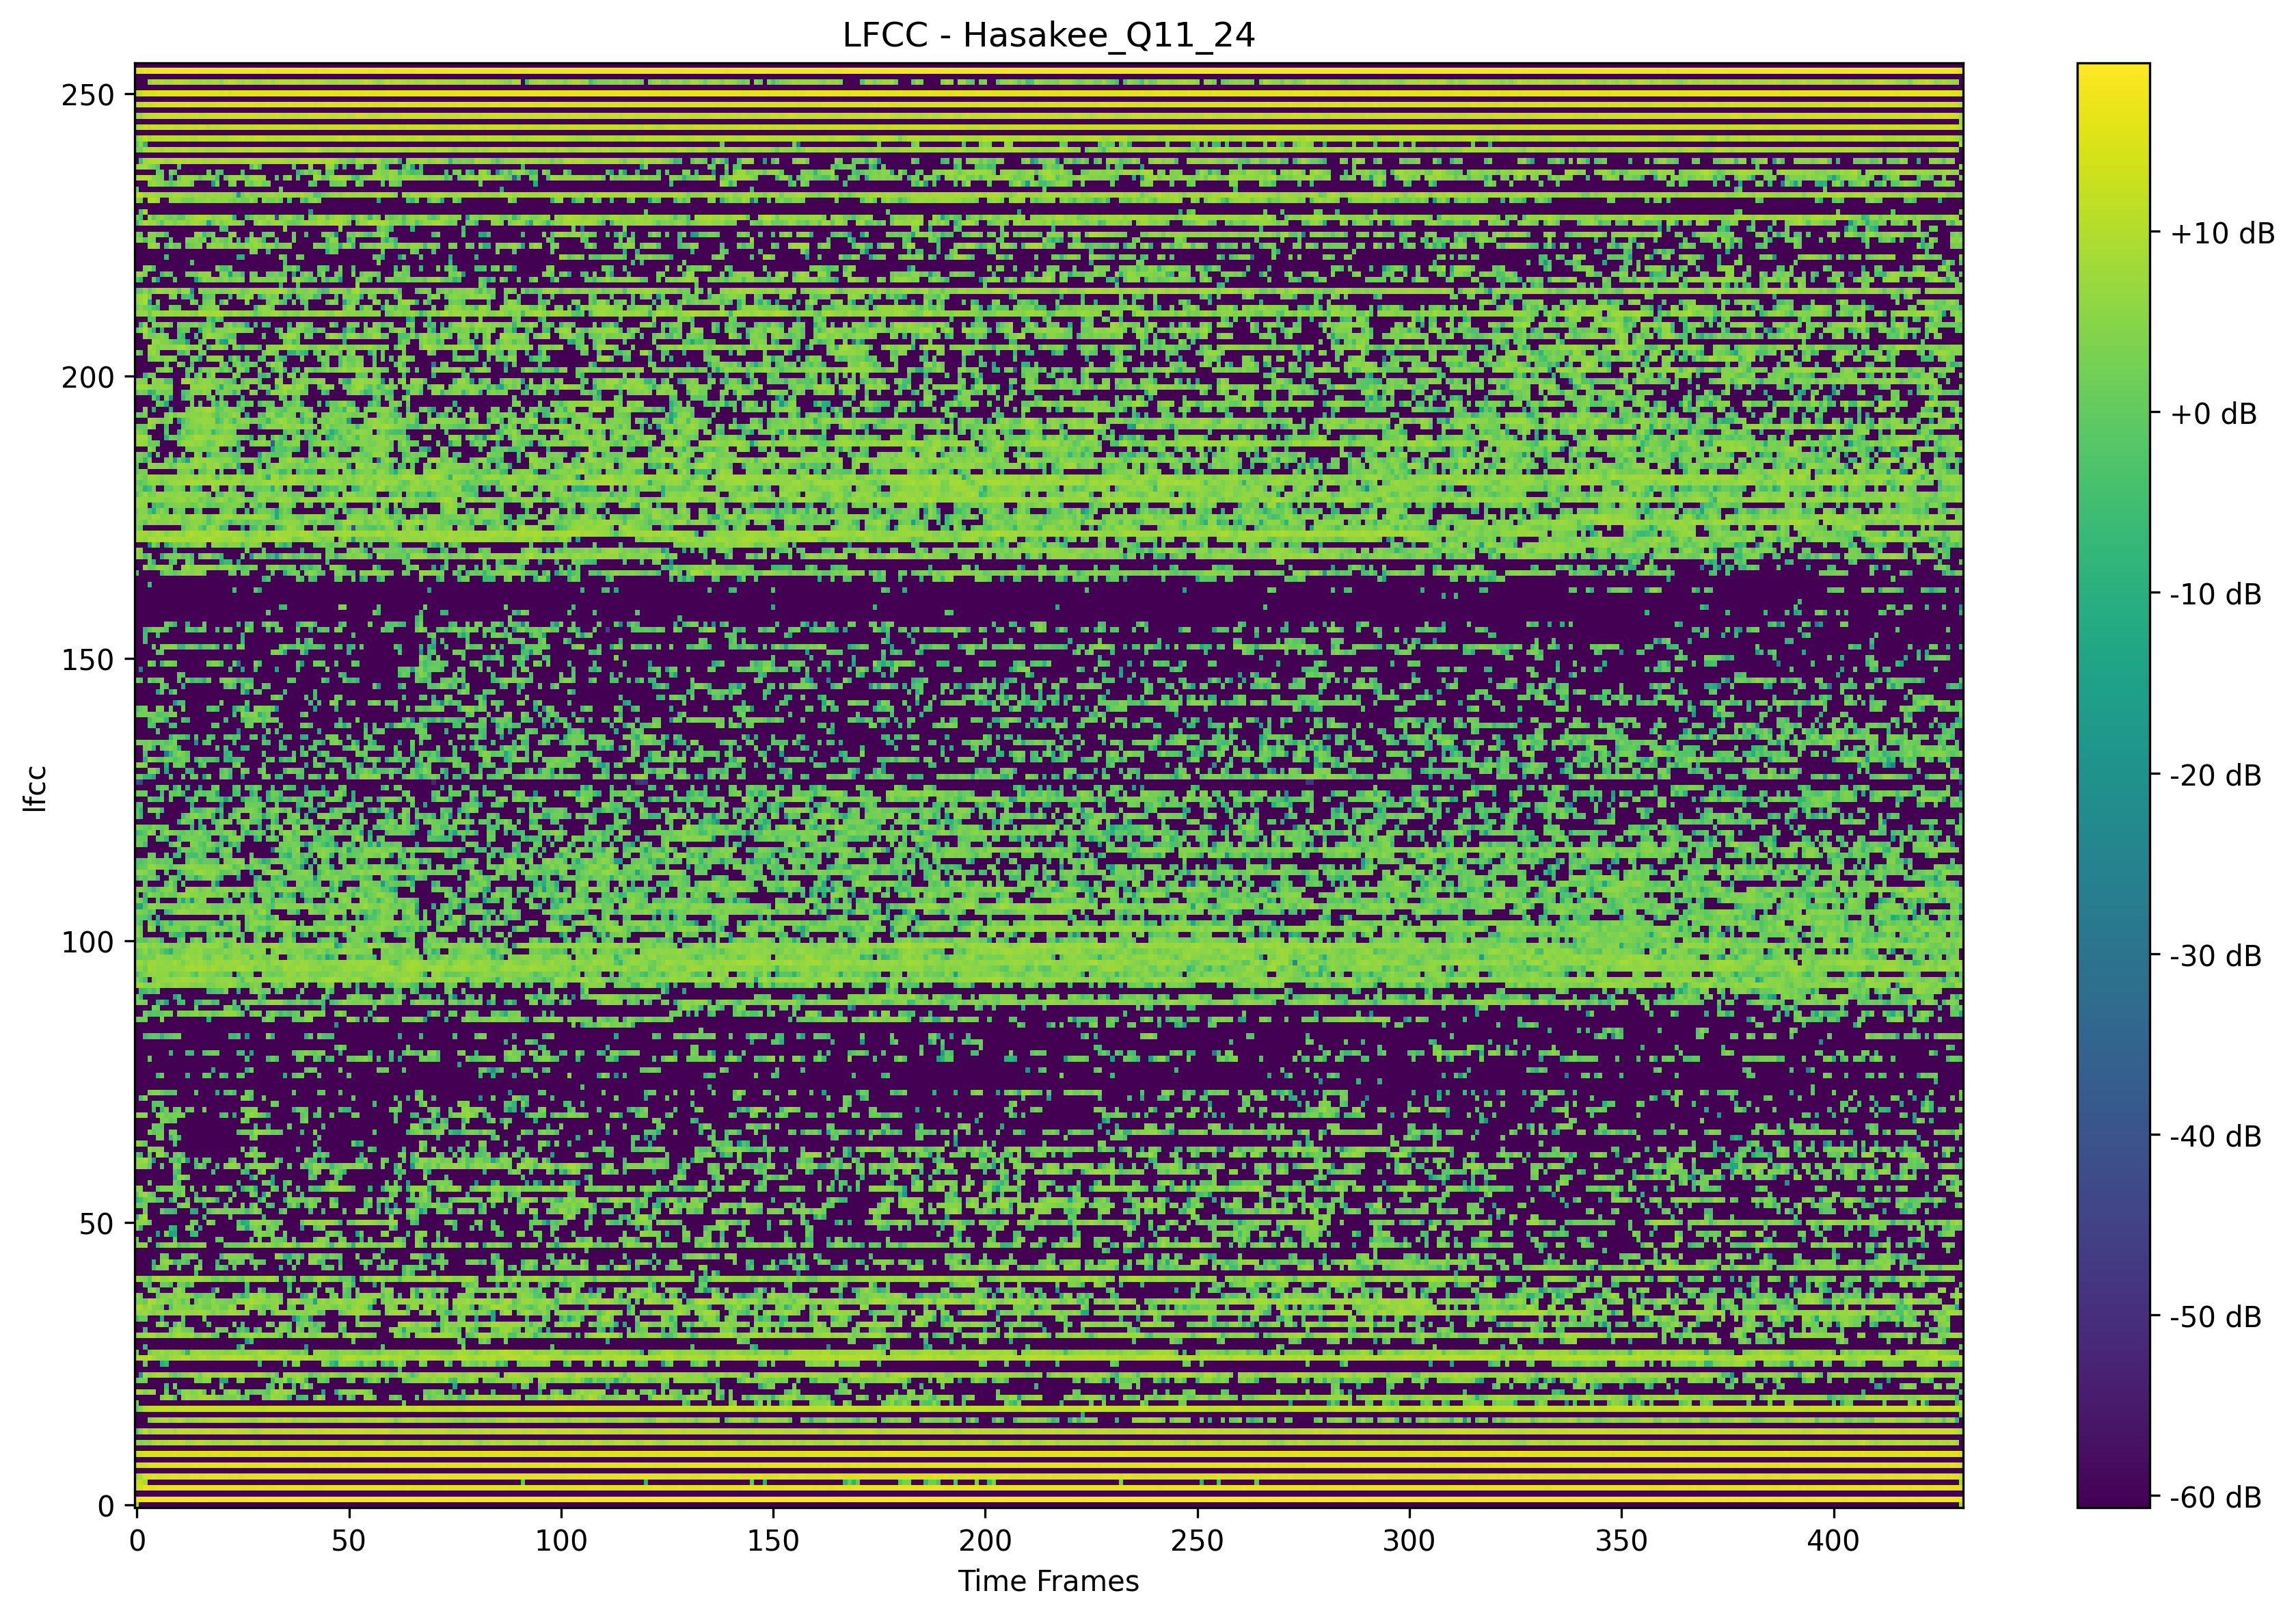 LFCC - Hasakee_Q11_24
250
200
150
100
50
0
lfcc
0 50 100 150 200 250 300 350 400
Time Frames
+10 dB
+0 dB
-10 dB
-20 dB
-30 dB
-40 dB
-50 dB
-60 dB